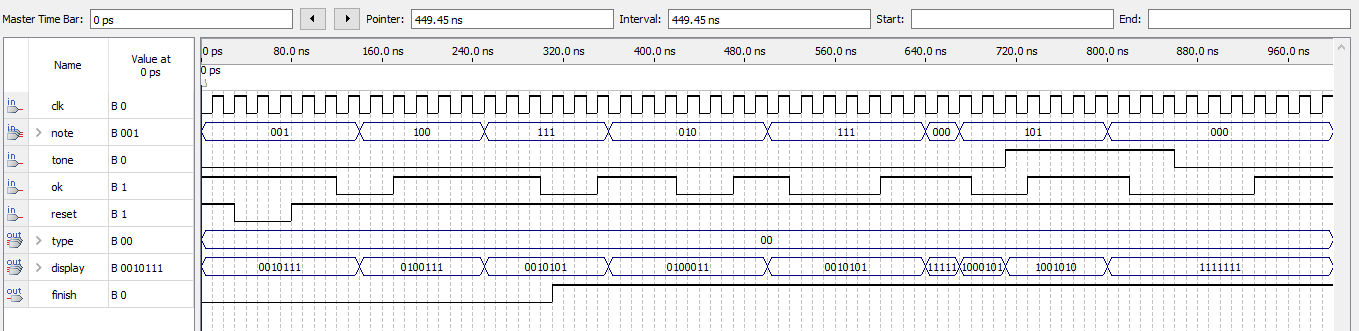 Master Time Bar: 0 ps Pointer: 449.45 ns Interval: 449.45 ns Start: End:
Name Value at 0 ps 0 ps 80.0 ns 160.0 ns 240.0 ns 320.0 ns 400.0 ns 480.0 ns 560.0 ns 640.0 ns 720.0 ns 800.0 ns 880.0 ns 960.0 ns
0 ps
in clk B 0
in note B 001 001 100 111 010 111 000 101 000
in tone B 0
in ok B 1
in reset B 1
out type B 00 00
out display B 0010111 0010111 0100111 0010101 0100011 0010101 11111 1000101 1001010 1111111
out finish B 0